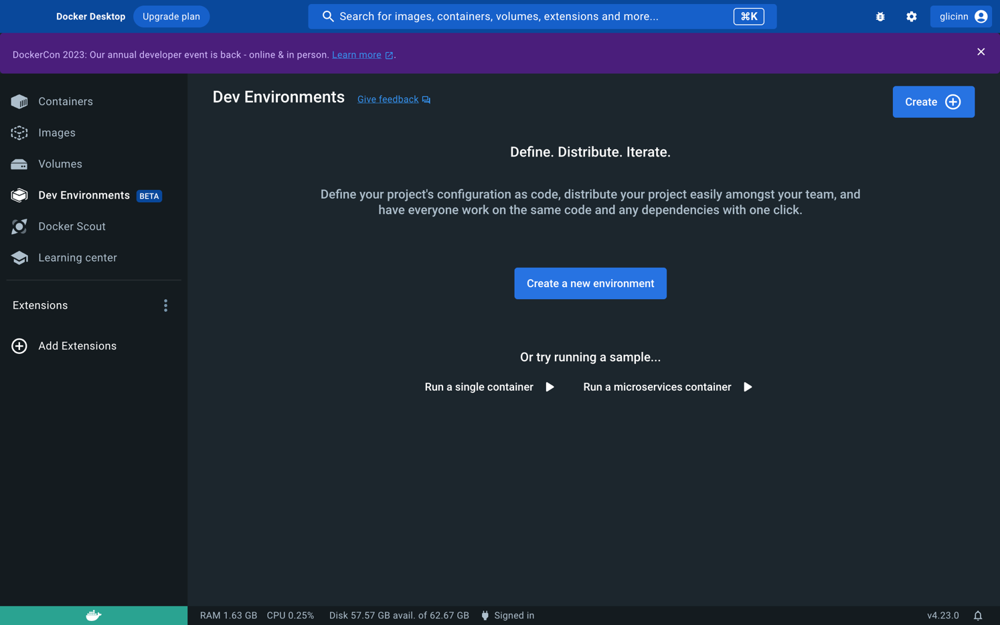 Docker Desktop
Upgrade plan
Search for images, containers, volumes, extensions and more...
⌘K
glicinn
DockerCon 2023: Our annual developer event is back - online & in person. Learn more.
Containers
Images
Volumes
Dev Environments BETA
Docker Scout
Learning center
Extensions
Add Extensions
Dev Environments
Give feedback
Create
Define. Distribute. Iterate.
Define your project's configuration as code, distribute your project easily amongst your team, and
have everyone work on the same code and any dependencies with one click.
Create a new environment
Or try running a sample...
Run a single container
Run a microservices container
RAM 1.63 GB CPU 0.25% Disk 57.57 GB avail. of 62.67 GB Signed in
v4.23.0